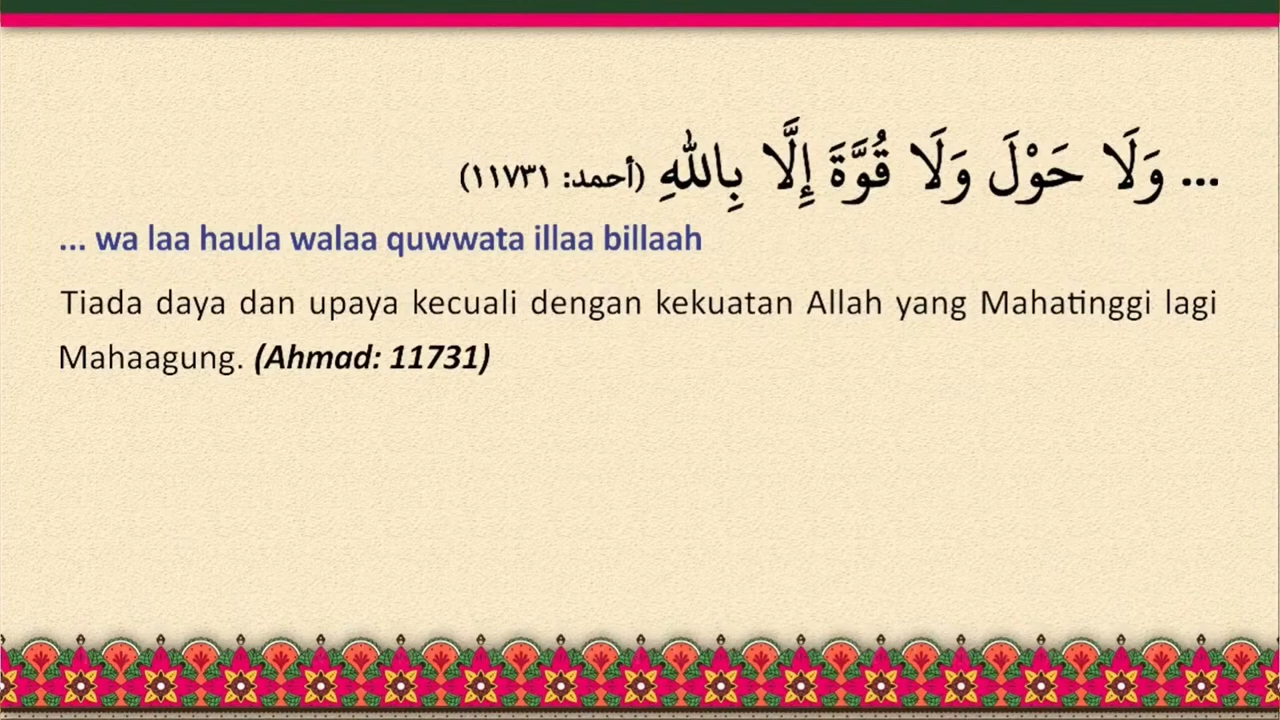 ... وَلَا حَوْلَ وَلَا قُوَّةَ إِلَّا بِاللهِ (أحمد: ١١٧٣١)
... wa laa haula walaa quwwata illaa billaah
Tiada daya dan upaya kecuali dengan kekuatan Allah yang Mahatinggi lagi
Mahaagung. (Ahmad: 11731)